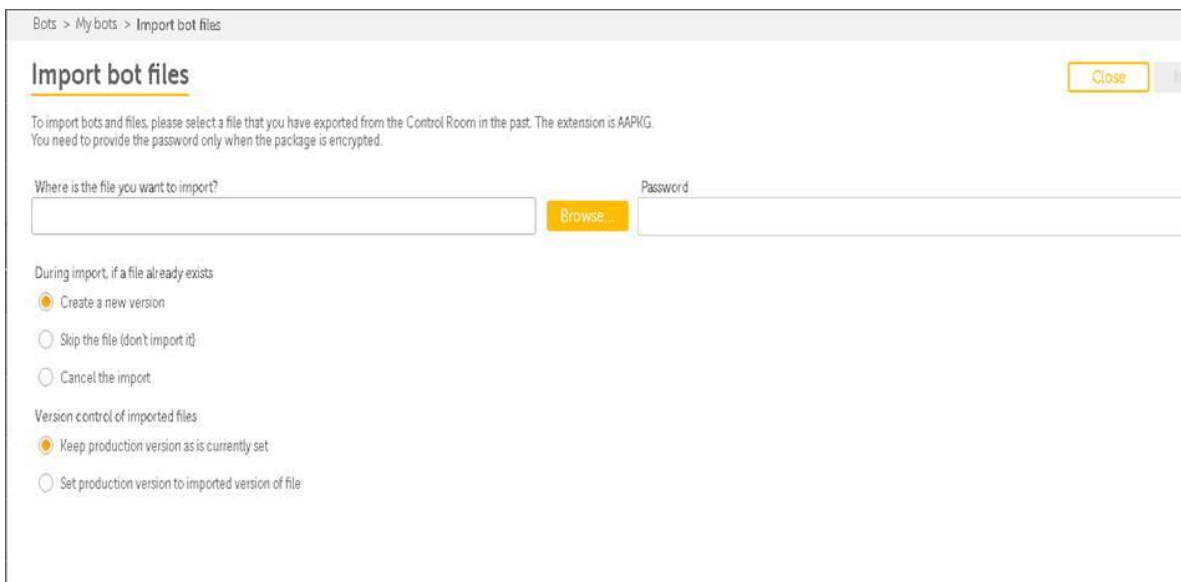 Bots > My bots > Import bot files
Import bot files
Close
To import bots and files, please select a file that you have exported from the Control Room in the past. The extension is AAPKG.
You need to provide the password only when the package is encrypted.
Where is the file you want to import?
Password
Browse...
During import, if a file already exists
Create a new version
Skip the file (don't import it)
Cancel the import
Version control of imported files
Keep production version as is currently set
Set production version to imported version of file